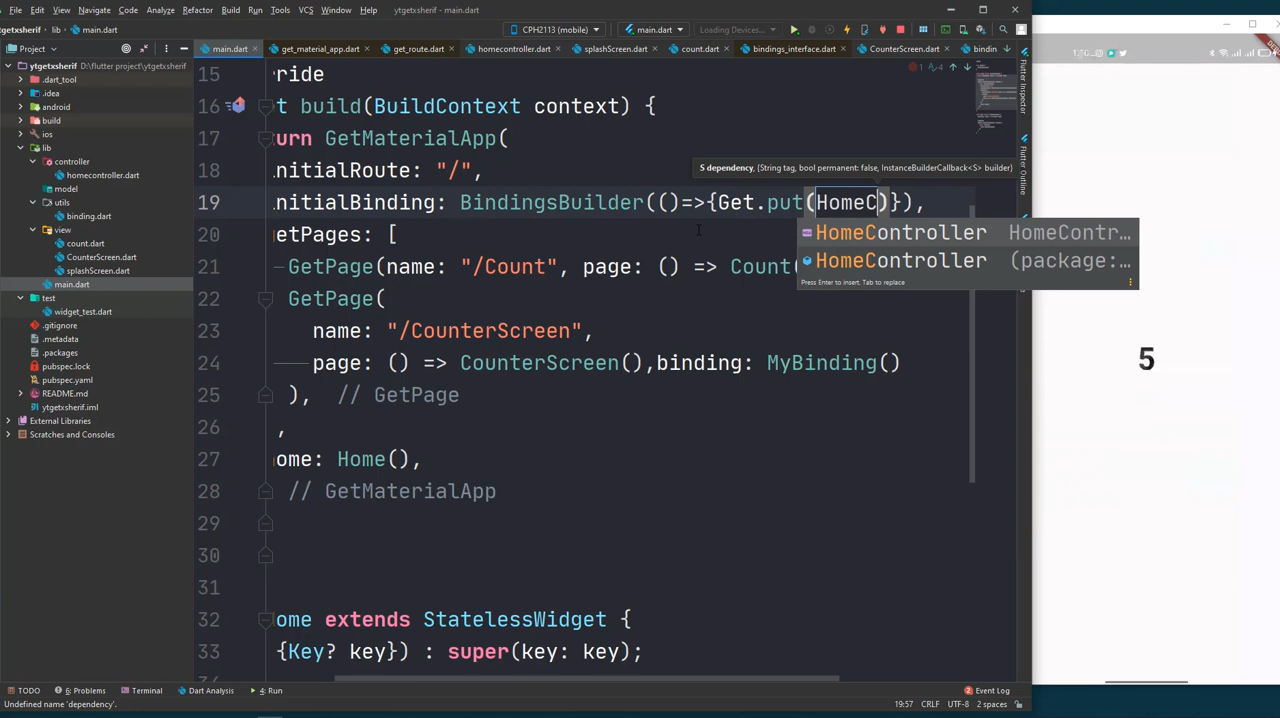 File Edit View Navigate Code Analyze Refactor Build Run Tools VCS Window Help ytgetxsherif - main.dart
ytgetxsherif lib main.dart CPH2113 (mobile) main.dart Loading Devices...
Project main.dart get_material_app.dart get_route.dart homecontroller.dart splashScreen.dart count.dart bindings_interface.dart CounterScreen.dart bindin
ytgetxsherif D:\flutter project\ytgetxsherif
.dart_tool
.idea
android
build
ios
lib
controller
homecontroller.dart
model
utils
binding.dart
view
count.dart
CounterScreen.dart
splashScreen.dart
main.dart
test
widget_test.dart
.gitignore
.metadata
.packages
pubspec.lock
pubspec.yaml
README.md
ytgetxsherif.iml
External Libraries
Scratches and Consoles
15 ride
16 t build(BuildContext context) {
17 urn GetMaterialApp(
18 nitialRoute: "/",
S dependency, {String tag, bool permanent: false, InstanceBuilderCallback<S> builder}
19 nitialBinding: BindingsBuilder(()=>{Get.put(HomeC)}),
HomeController HomeContr...
20 etPages: [
HomeController (package:...
21 GetPage(name: "/Count", page: () => Count(
Press Enter to insert, Tab to replace
22 GetPage(
23 name: "/CounterScreen",
24 page: () => CounterScreen(),binding: MyBinding()
25 ), // GetPage
26 ,
27 ome: Home(),
28 // GetMaterialApp
29
30
31
32 ome extends StatelessWidget {
33 {Key? key}) : super(key: key);
1 4
Flutter Inspector
Flutter Outline
5
TODO 6: Problems Terminal Dart Analysis 4: Run 2 Event Log
Undefined name 'dependency'. 19:57 CRLF UTF-8 2 spaces